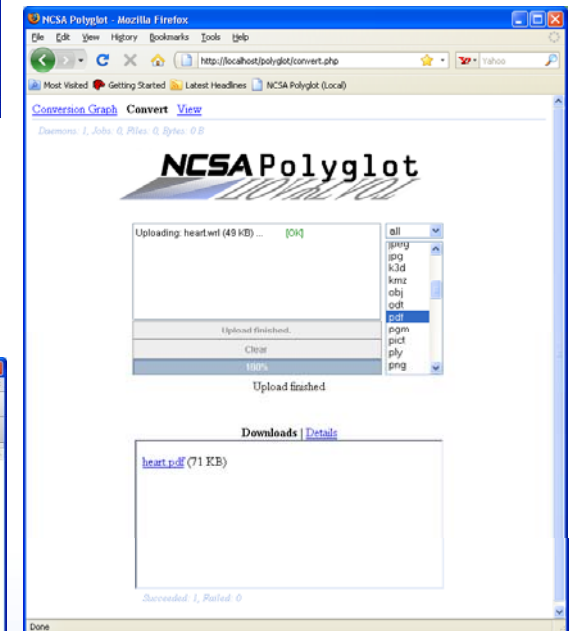 NCSA Polyglot - Mozilla Firefox
File Edit View History Bookmarks Tools Help
http://localhost/polyglot/convert.php
Yahoo
Most Visited Getting Started Latest Headlines NCSA Polyglot (Local)
Conversion Graph Convert View
Daemons: 1, Jobs: 0, Files: 0, Bytes: 0 B
NCSA Polyglot
Uploading: heart.wrl (49 KB) ... [OK]
all
jpeg
jpg
k3d
kmz
obj
odt
pdf
pgm
pict
ply
png
Upload finished.
Clear
100%
Upload finished
Downloads | Details
heart.pdf (71 KB)
Succeeded: 1, Failed: 0
Done